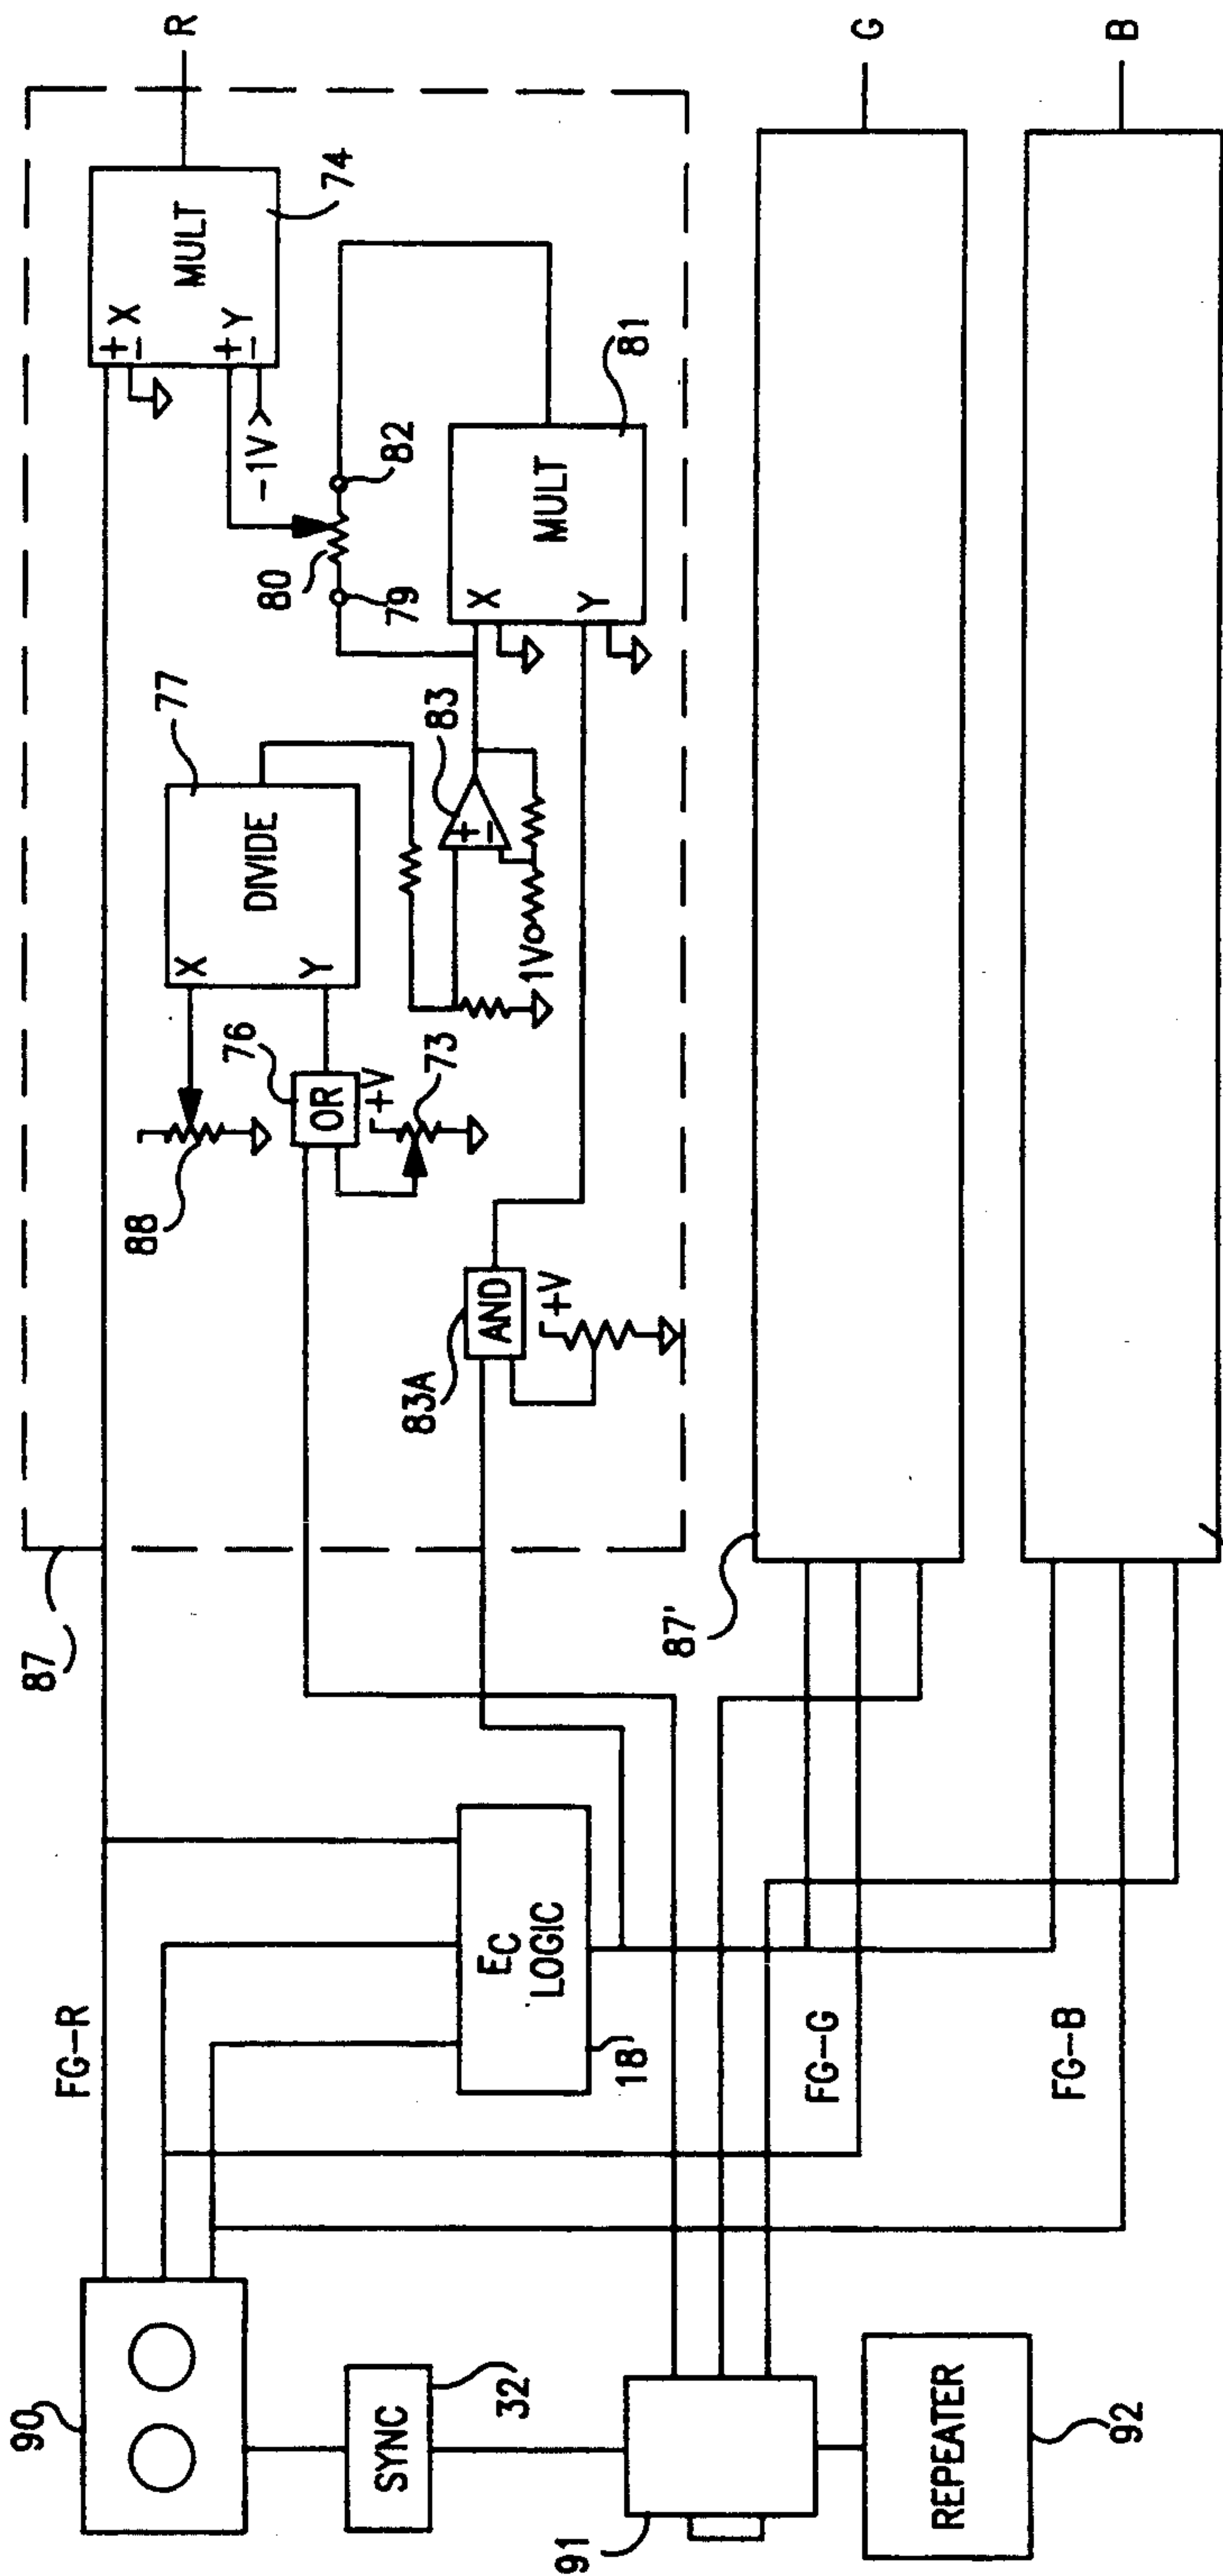 90
FG-R
87
88
X
Y
DIVIDE
77
+ X
-
+ Y
-
MULT
74
R
-1V
76
OR
+V
73
1V
+
-
83
79
80
82
X
Y
MULT
81
83A
AND
+V
EC
LOGIC
18
SYNC
32
91
REPEATER
92
FG-G
87'
G
FG-B
B